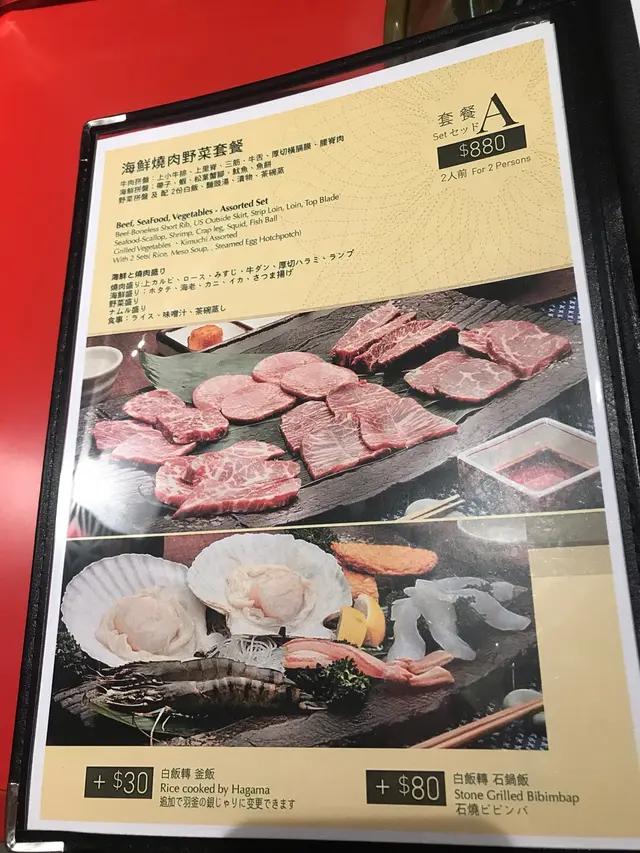 套餐A
Set セット
$880
2人前 For 2 Persons
海鮮燒肉野菜套餐
牛肉拼盤：上小牛排、上里脊、三筋、牛舌、厚切橫膈膜、腰脊肉
海鮮拼盤：帶子、蝦、松葉蟹腳、魷魚、魚餅
野菜拼盤 及 配 2份白飯、麵豉湯、漬物、茶碗蒸
Beef, SeaFood, Vegetables - Assorted Set
Beef-Boneless Short Rib, US Outside Skirt, Strip Loin, Loin, Top Blade
Seafood-Scallop, Shrimp, Crap leg, Squid, Fish Ball
Grilled Vegetables、Kimuchi Assorted
With 2 Sets( Rice, Meso Soup, , Steamed Egg Hotchpotch)
海鮮と燒肉盛り
燒肉盛り:上カルビ・ロース・みすじ・牛タン・厚切ハラミ・ランプ
海鮮盛り：ホタテ・海老・カニ・イカ・さつま揚げ
野菜盛り
ナムル盛り
食事：ライス・味噌汁・茶碗蒸し
+ $30
白飯轉 釜飯
Rice cooked by Hagama
追加で羽釜の銀じゃりに変更できます
+ $80
白飯轉 石鍋飯
Stone Grilled Bibimbap
石燒ビビンバ